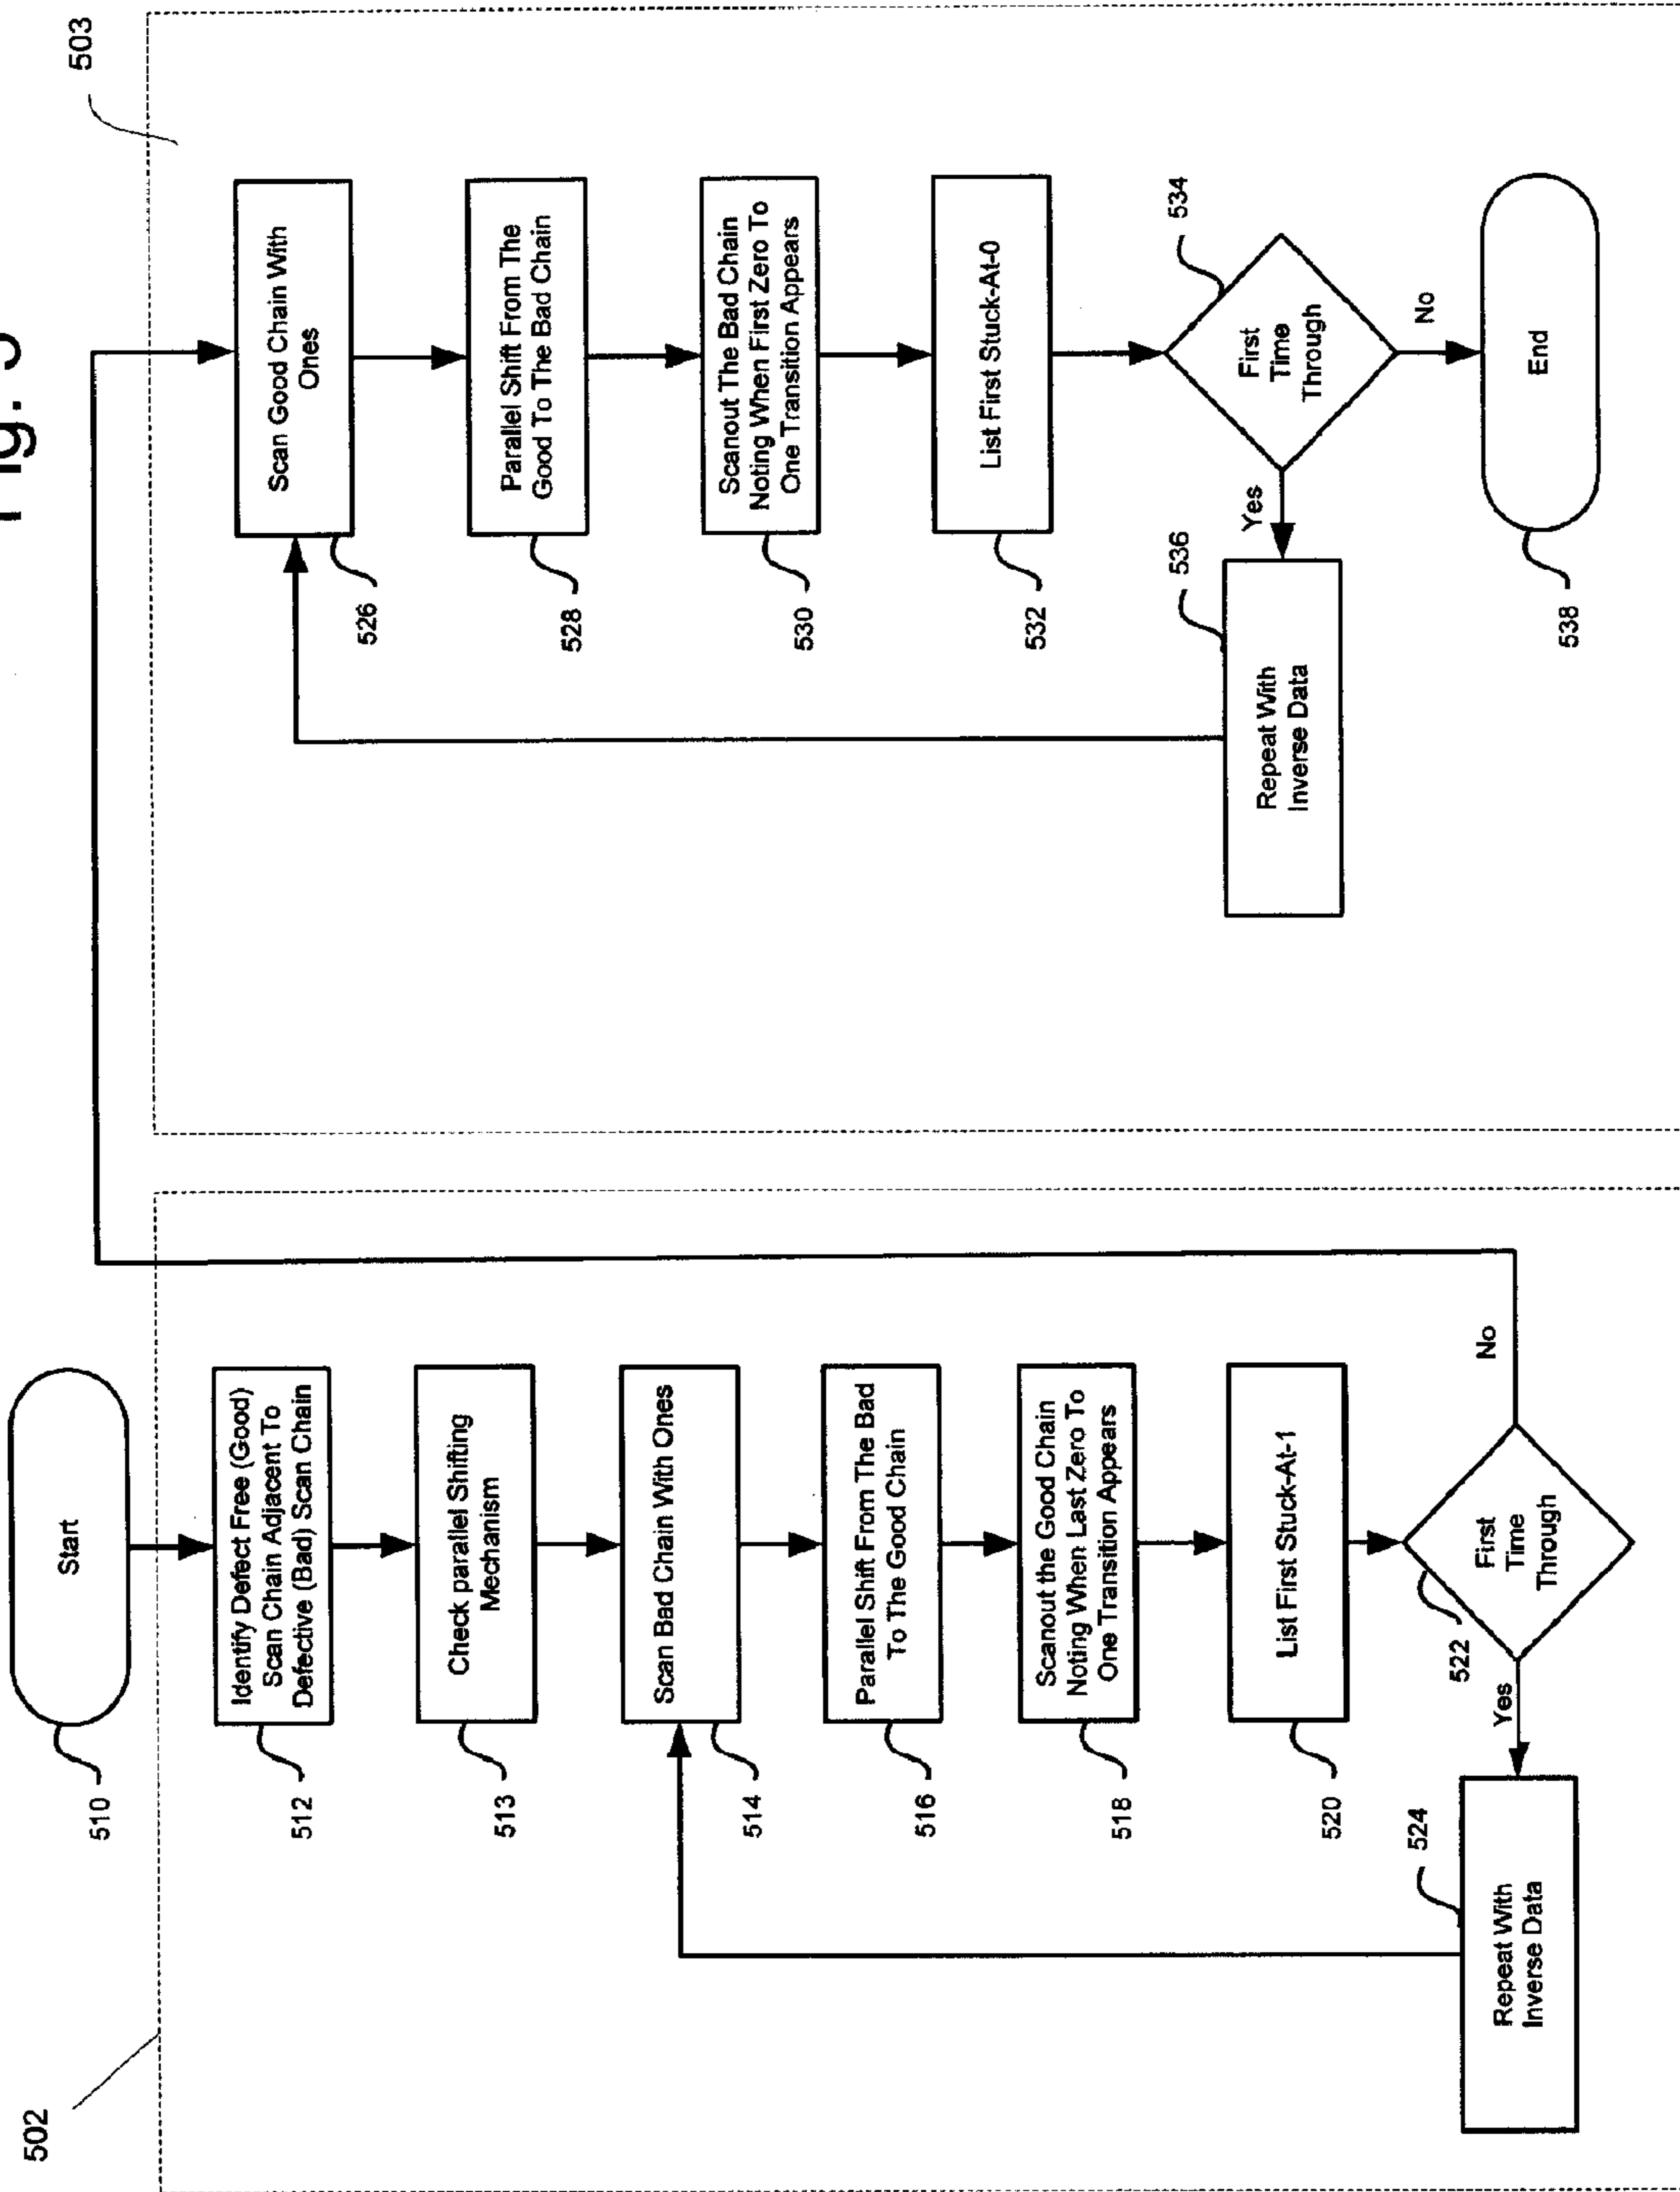 502
503
Start
510
Identify Defect Free (Good)
Scan Chain Adjacent To
Defective (Bad) Scan Chain
512
Check parallel Shifting
Mechanism
513
Scan Bad Chain With Ones
514
Parallel Shift From The Bad
To The Good Chain
516
Scanout the Good Chain
Noting When Last Zero To
One Transition Appears
518
List First Stuck-At-1
520
First
Time
Through
522
Yes
No
Repeat With
Inverse Data
524
Scan Good Chain With
Ones
526
Parallel Shift From The
Good To The Bad Chain
528
Scanout The Bad Chain
Noting When First Zero To
One Transition Appears
530
List First Stuck-At-0
532
First
Time
Through
534
Yes
No
Repeat With
Inverse Data
536
End
538